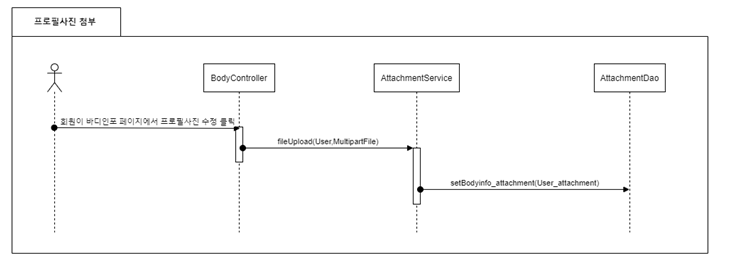 프로필사진 첨부
BodyController
AttachmentService
AttachmentDao
회원이 바디인포 페이지에서 프로필사진 수정 클릭
fileUpload(User,MultipartFile)
setBodyinfo_attachment(User_attachment)